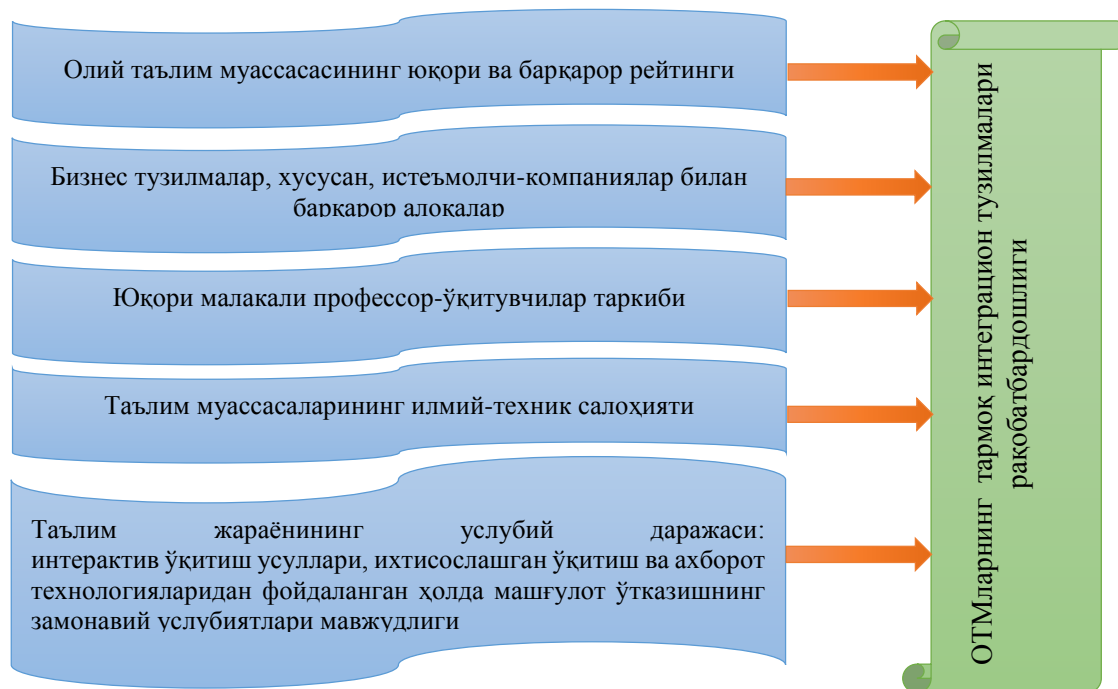 Олий таълим муассасасининг юқори ва барқарор рейтинги
Бизнес тузилмалар, хусусан, истеъмолчи-компаниялар билан
барқарор алоқалар
Юқори малакали профессор-ўқитувчилар таркиби
Таълим муассасаларининг илмий-техник салоҳияти
Таълим жараёнининг услубий даражаси:
интерактив ўқитиш усуллари, ихтисослашган ўқитиш ва ахборот
технологияларидан фойдаланган ҳолда машғулот ўтказишнинг
замонавий услубиятлари мавжудлиги
ОТМларнинг тармоқ интеграцион тузилмалари
рақобатбардошлиги